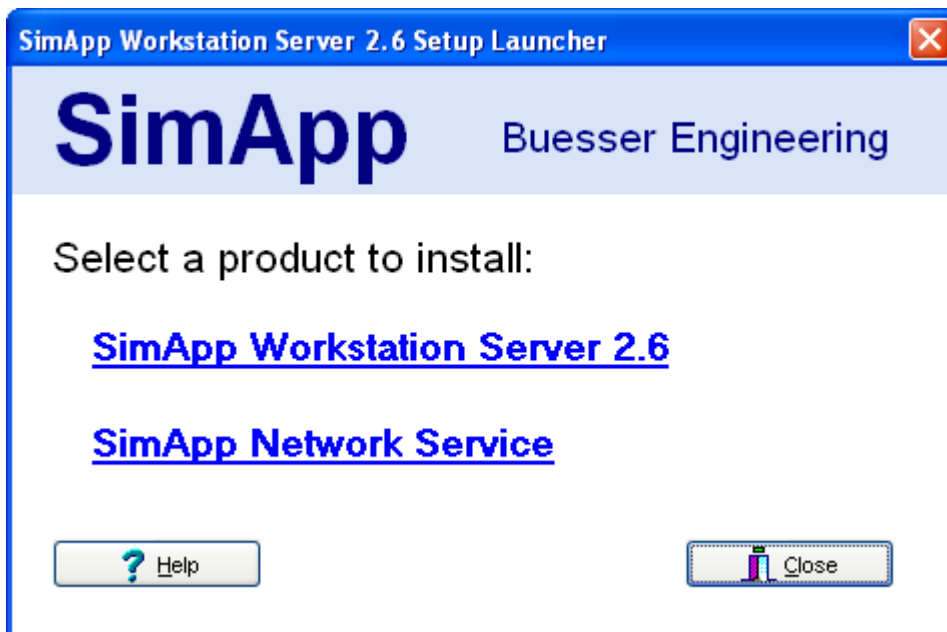 SimApp Workstation Server 2.6 Setup Launcher
SimApp Buesser Engineering
Select a product to install:
SimApp Workstation Server 2.6
SimApp Network Service
? Help Close